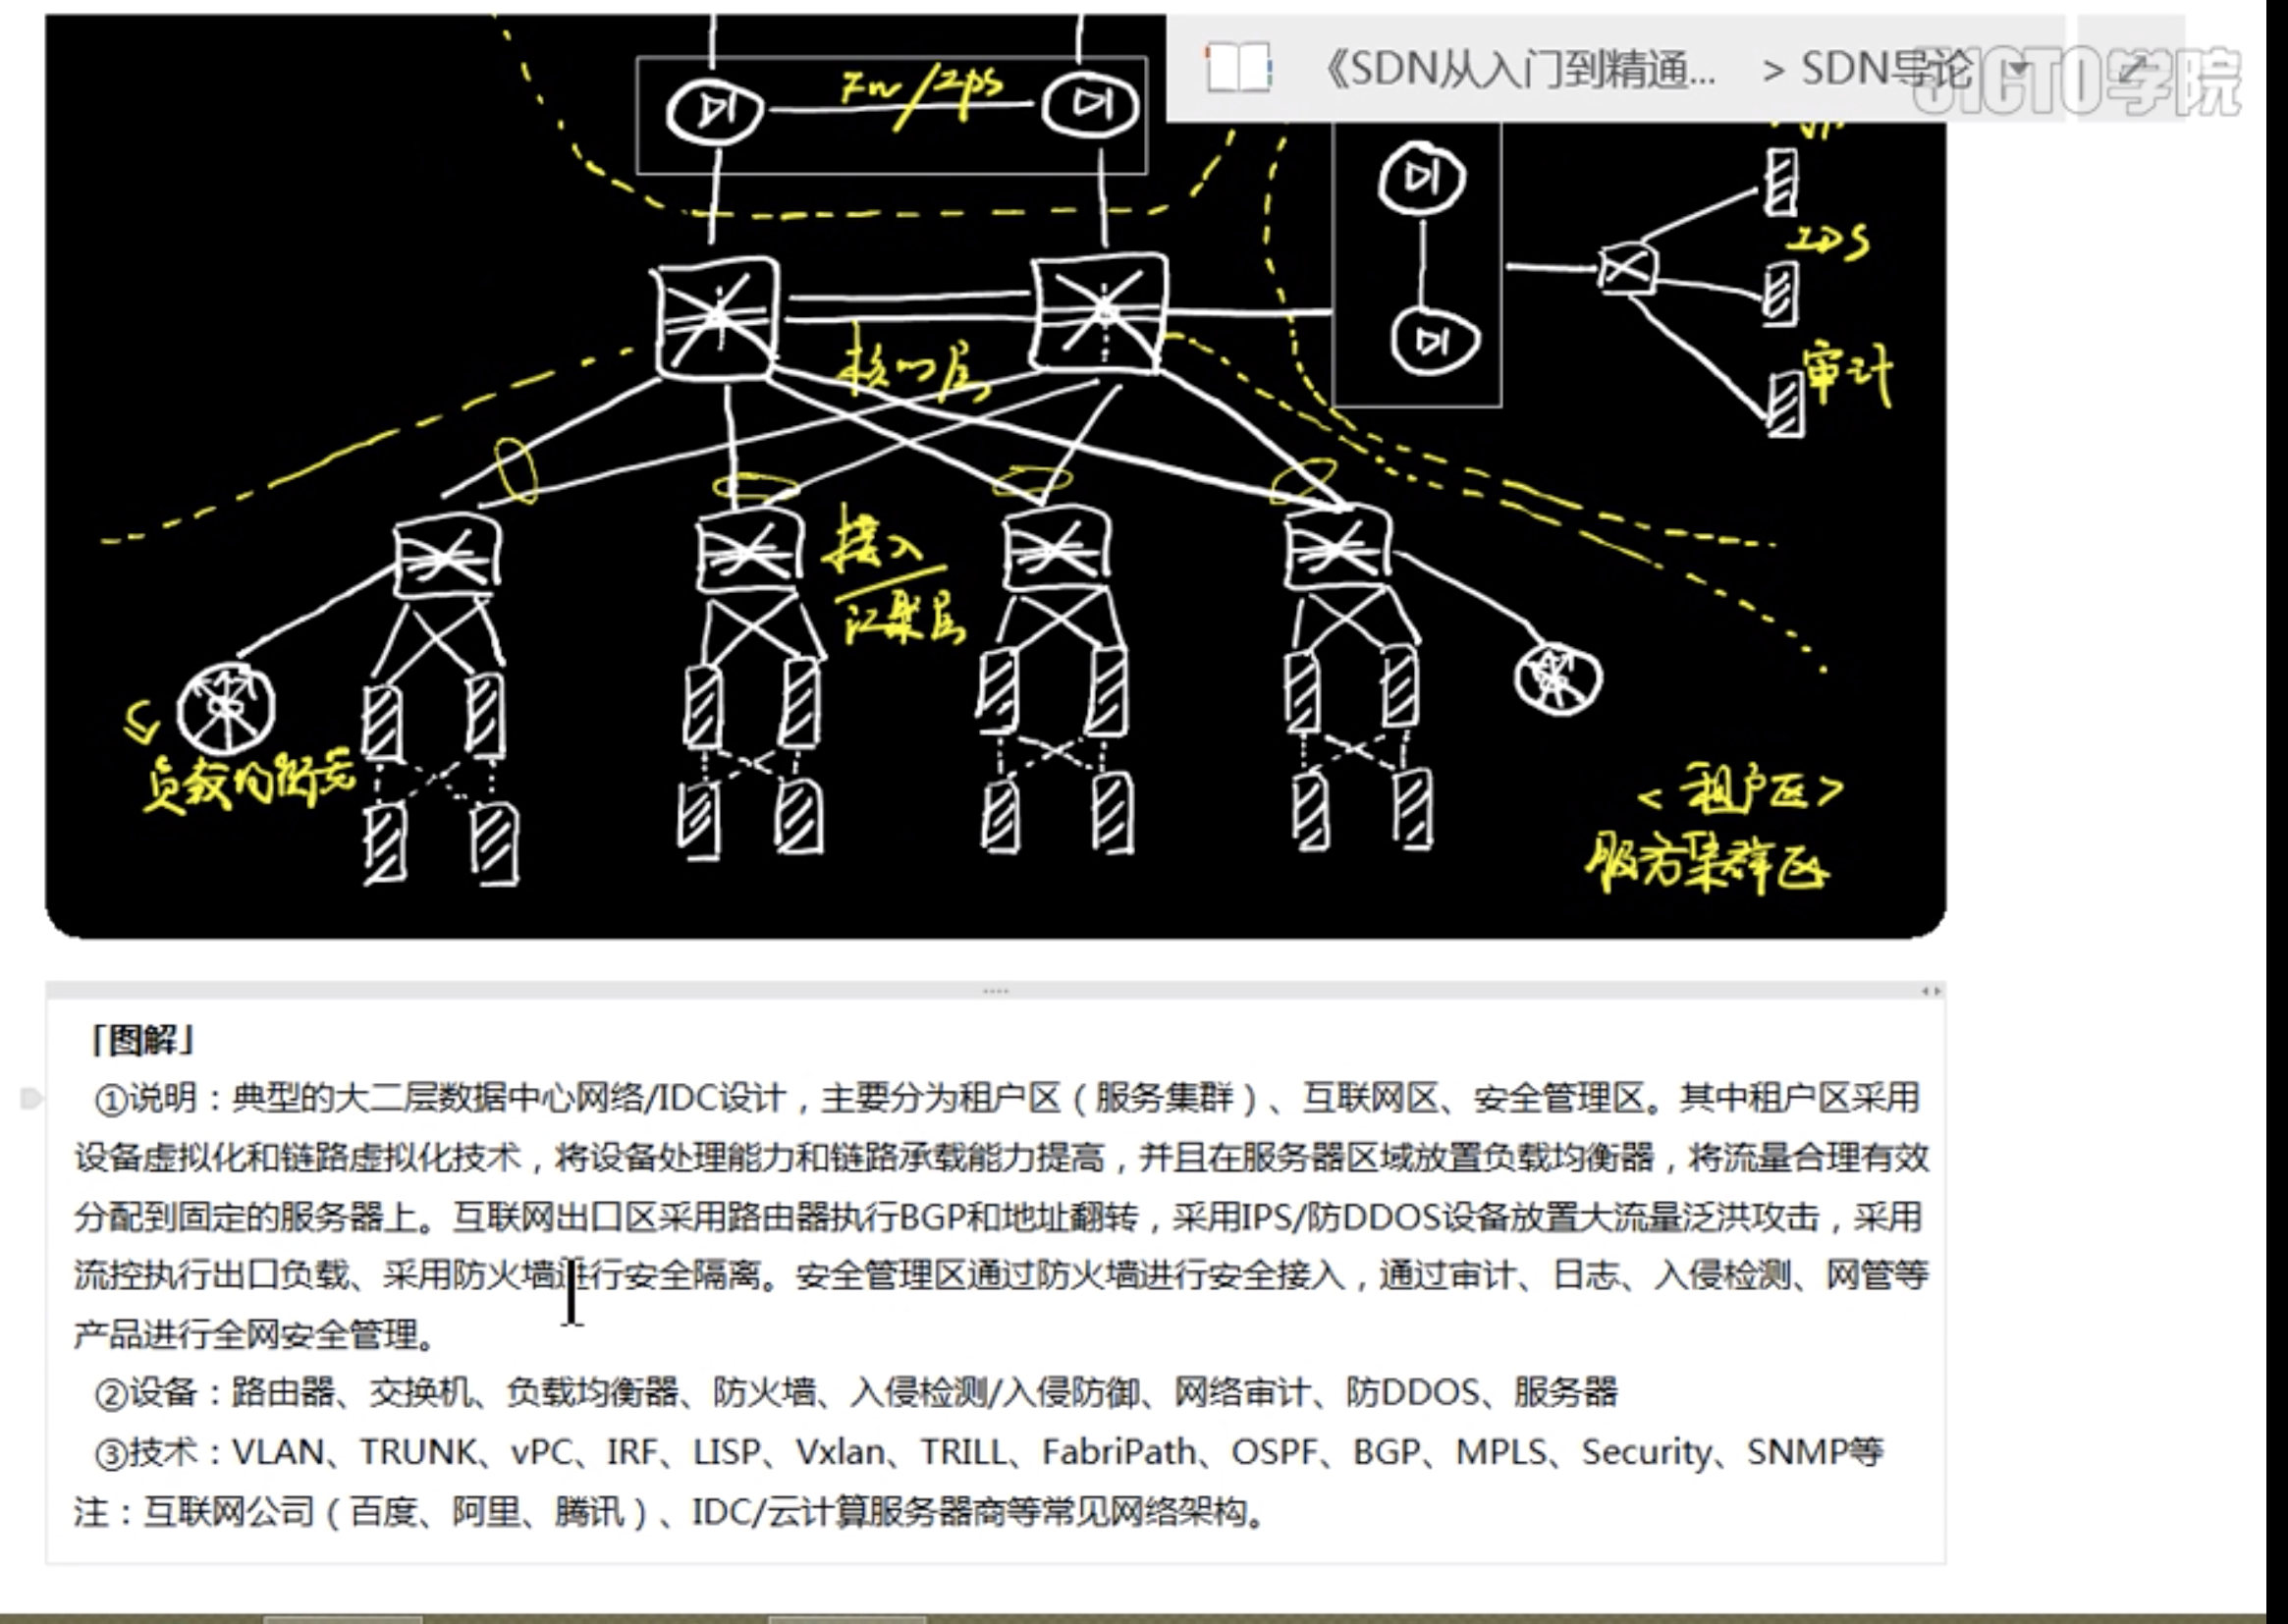 《SDN从入门到精通... > SDN导论
51CTO学院
FW/IPS
IDS
核心层
审计
接入
汇聚层
负载均衡
<租户区>
服务集群区
「图解」
①说明：典型的大二层数据中心网络/IDC设计，主要分为租户区（服务集群）、互联网区、安全管理区。其中租户区采用
设备虚拟化和链路虚拟化技术，将设备处理能力和链路承载能力提高，并且在服务器区域放置负载均衡器，将流量合理有效
分配到固定的服务器上。互联网出口区采用路由器执行BGP和地址翻转，采用IPS/防DDOS设备放置大流量泛洪攻击，采用
流控执行出口负载、采用防火墙进行安全隔离。安全管理区通过防火墙进行安全接入，通过审计、日志、入侵检测、网管等
产品进行全网安全管理。
②设备：路由器、交换机、负载均衡器、防火墙、入侵检测/入侵防御、网络审计、防DDOS、服务器
③技术：VLAN、TRUNK、vPC、IRF、LISP、Vxlan、TRILL、FabriPath、OSPF、BGP、MPLS、Security、SNMP等
注：互联网公司（百度、阿里、腾讯）、IDC/云计算服务器商等常见网络架构。